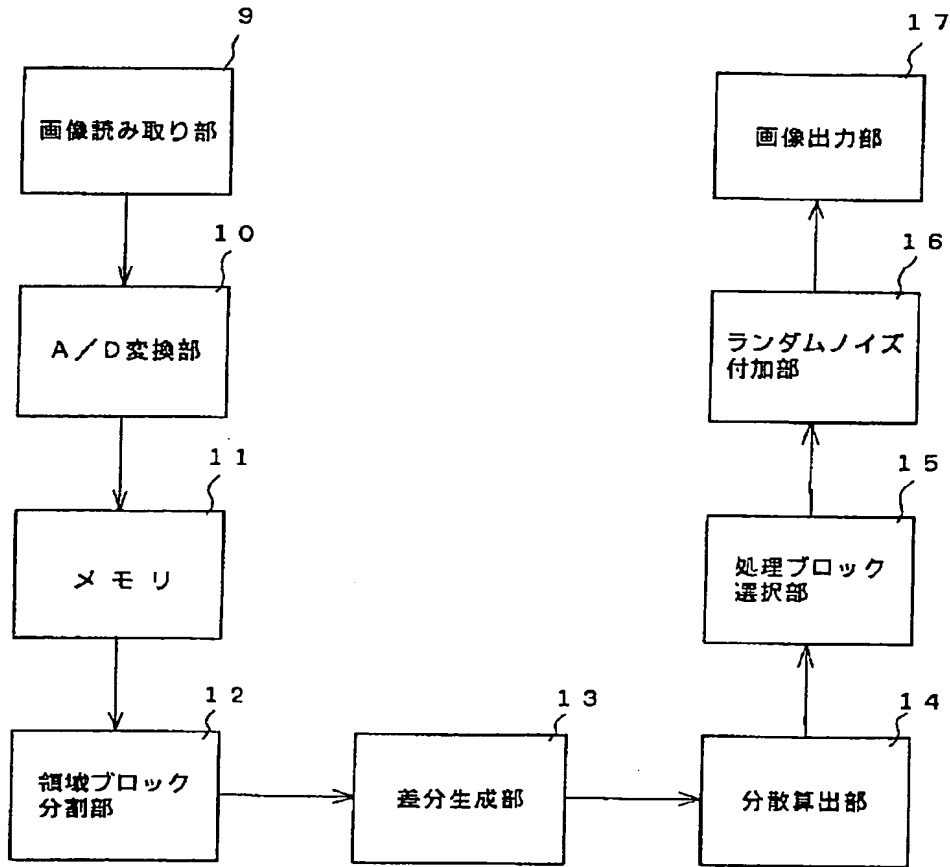 ９
画像読み取り部
１０
Ａ／Ｄ変換部
１１
メモリ
１２
領域ブロック
分割部
１３
差分生成部
１４
分散算出部
１５
処理ブロック
選択部
１６
ランダムノイズ
付加部
１７
画像出力部